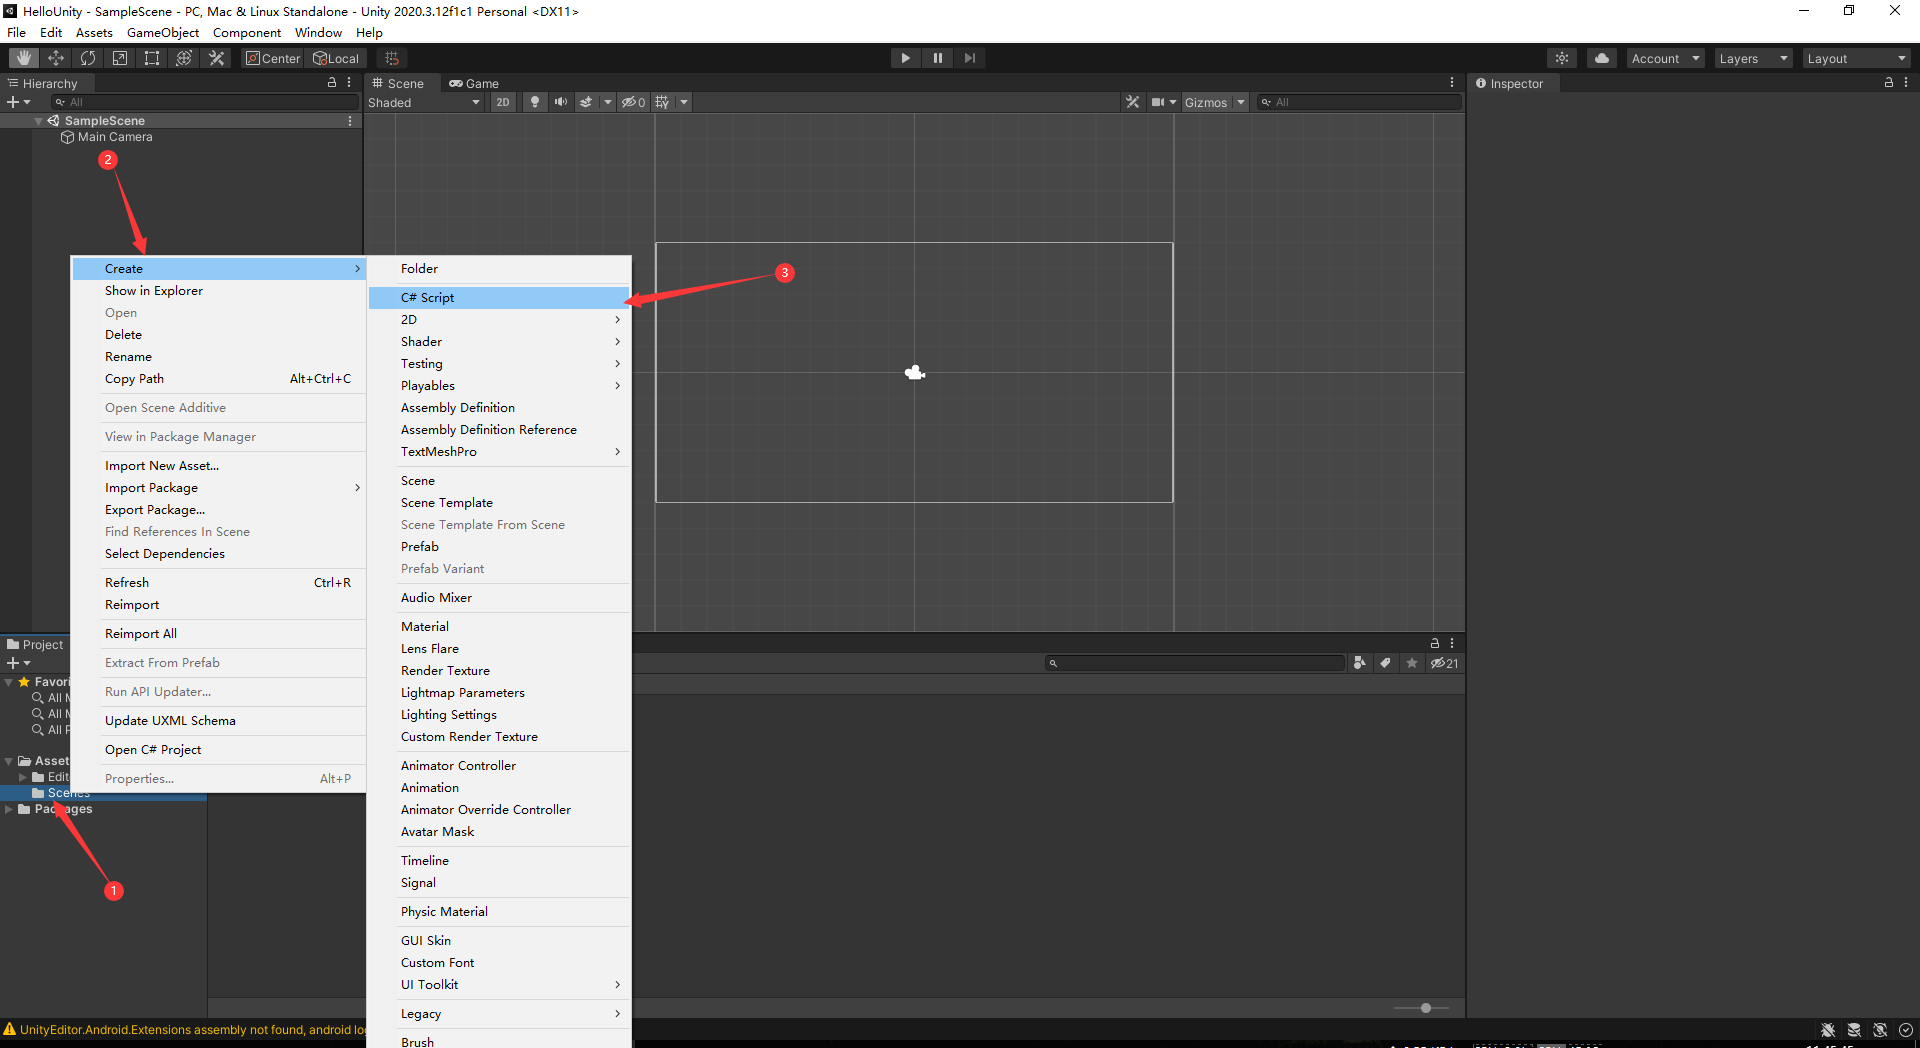 HelloUnity - SampleScene - PC, Mac & Linux Standalone - Unity 2020.3.12f1c1 Personal <DX11>
File Edit Assets GameObject Component Window Help
Center Local Account Layers Layout
Hierarchy
All
SampleScene
Main Camera
2
Scene Game
Shaded 2D 0 Gizmos All
Inspector
3
Create
Show in Explorer
Open
Delete
Rename
Copy Path Alt+Ctrl+C
Open Scene Additive
View in Package Manager
Import New Asset...
Import Package
Export Package...
Find References In Scene
Select Dependencies
Refresh Ctrl+R
Reimport
Reimport All
Extract From Prefab
Run API Updater...
Update UXML Schema
Open C# Project
Properties... Alt+P
Folder
C# Script
2D
Shader
Testing
Playables
Assembly Definition
Assembly Definition Reference
TextMeshPro
Scene
Scene Template
Scene Template From Scene
Prefab
Prefab Variant
Audio Mixer
Material
Lens Flare
Render Texture
Lightmap Parameters
Lighting Settings
Custom Render Texture
Animator Controller
Animation
Animator Override Controller
Avatar Mask
Timeline
Signal
Physic Material
GUI Skin
Custom Font
UI Toolkit
Legacy
Brush
Project
21
Favori
All M
All M
All P
Asset
Edit
Scenes
Packages
1
UnityEditor.Android.Extensions assembly not found, android lo